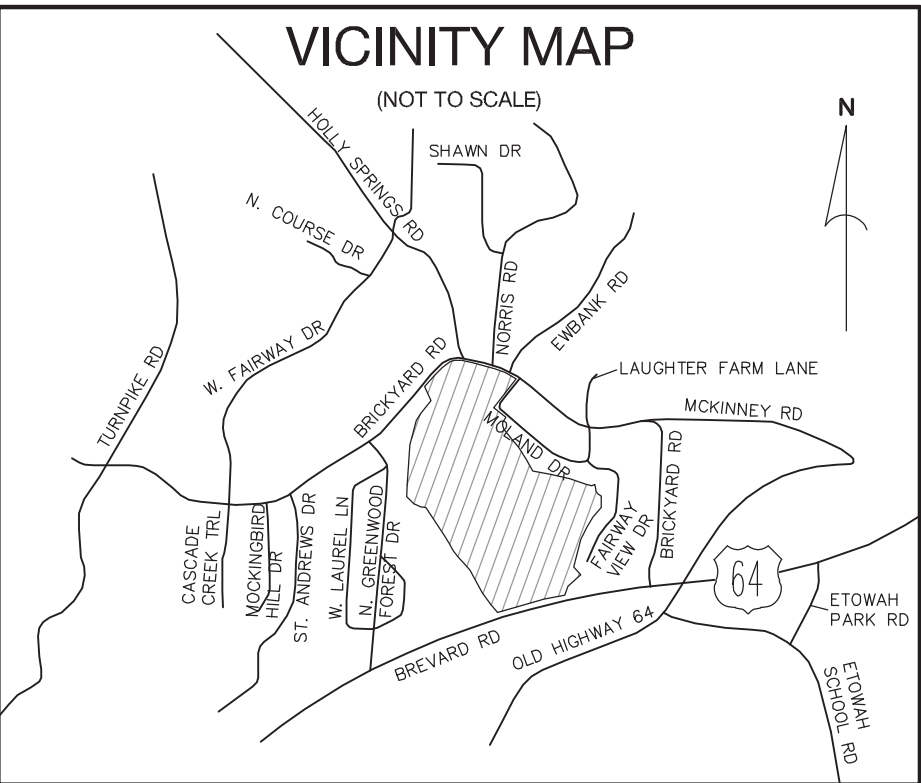 VICINITY MAP
(NOT TO SCALE)
N
HOLLY SPRINGS RD
SHAWN DR
N. COURSE DR
NORRIS RD
EWBANK RD
W. FAIRWAY DR
TURNPIKE RD
BRICKYARD RD
LAUGHTER FARM LANE
MCKINNEY RD
MOLAND DR
BRICKYARD RD
FAIRWAY
VIEW DR
CASCADE
CREEK TRL
MOCKINGBIRD
HILL DR
ST. ANDREWS DR
W. LAUREL LN
N. GREENWOOD
FOREST DR
64
ETOWAH
PARK RD
BREVARD RD
OLD HIGHWAY 64
ETOWAH
SCHOOL RD